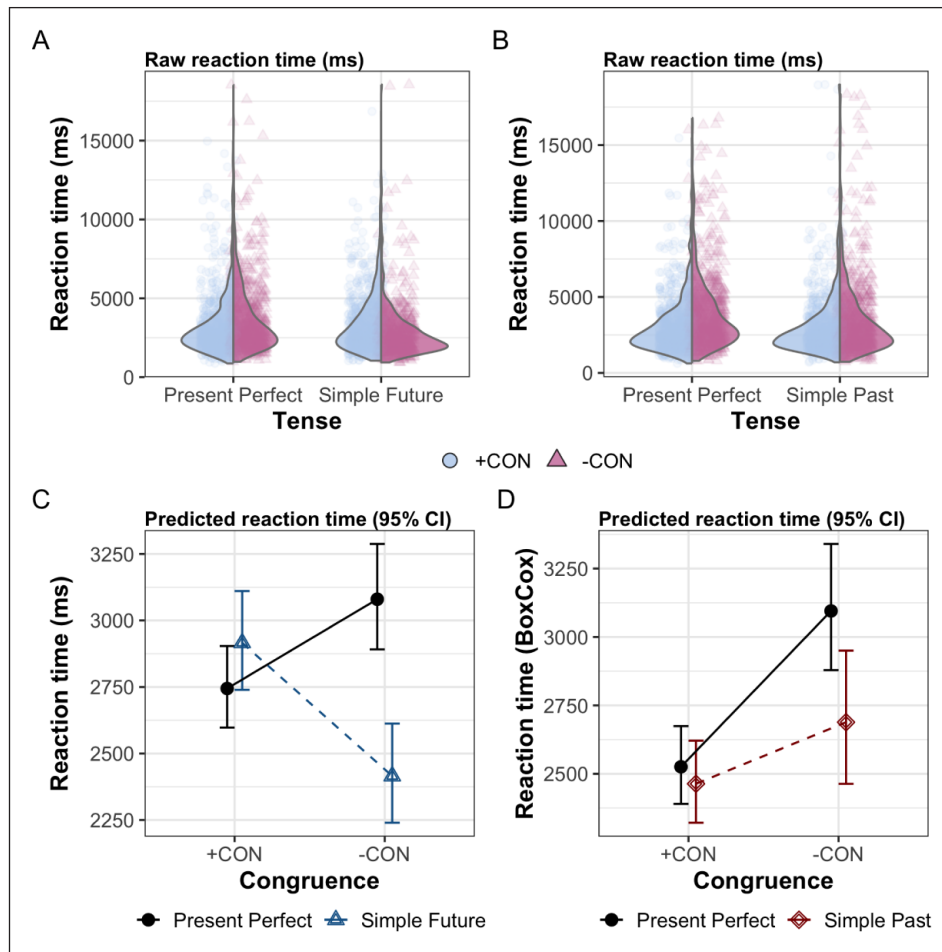 A
Raw reaction time (ms)
Reaction time (ms)
15000
10000
5000
0
Present Perfect
Simple Future
Tense
B
Raw reaction time (ms)
Reaction time (ms)
15000
10000
5000
0
Present Perfect
Simple Past
Tense
+CON
-CON
C
Predicted reaction time (95% CI)
Reaction time (ms)
3250
3000
2750
2500
2250
+CON
-CON
Congruence
Present Perfect
Simple Future
D
Predicted reaction time (95% CI)
Reaction time (BoxCox)
3250
3000
2750
2500
+CON
-CON
Congruence
Present Perfect
Simple Past